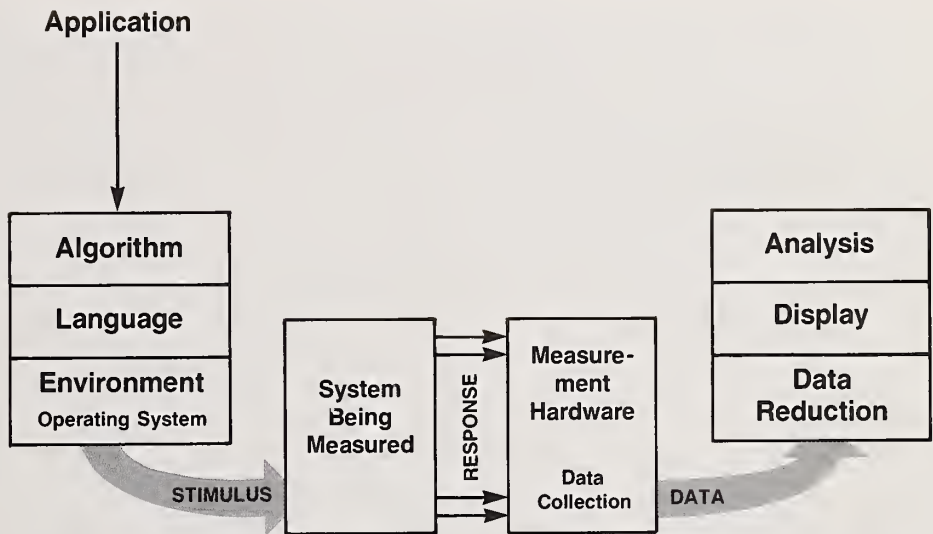 Application
Algorithm
Language
Environment
Operating System
STIMULUS
System
Being
Measured
RESPONSE
Measure-
ment
Hardware
Data
Collection
DATA
Analysis
Display
Data
Reduction